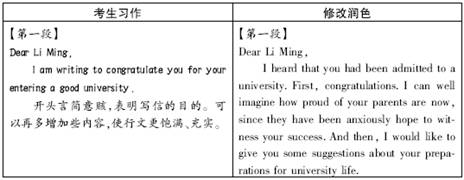 考生习作
修改润色
【第一段】
Dear Li Ming,
I am writing to congratulate you for your
entering a good university.
开头言简意赅,表明写信的目的。可
以再多增加些内容,使行文更饱满、充实。
【第一段】
Dear Li Ming,
I heard that you had been admitted to a
university. First, congratulations. I can well
imagine how proud of your parents are now,
since they have been anxiously hope to wit-
ness your success. And then, I would like to
give you some suggestions about your prepa-
rations for university life.